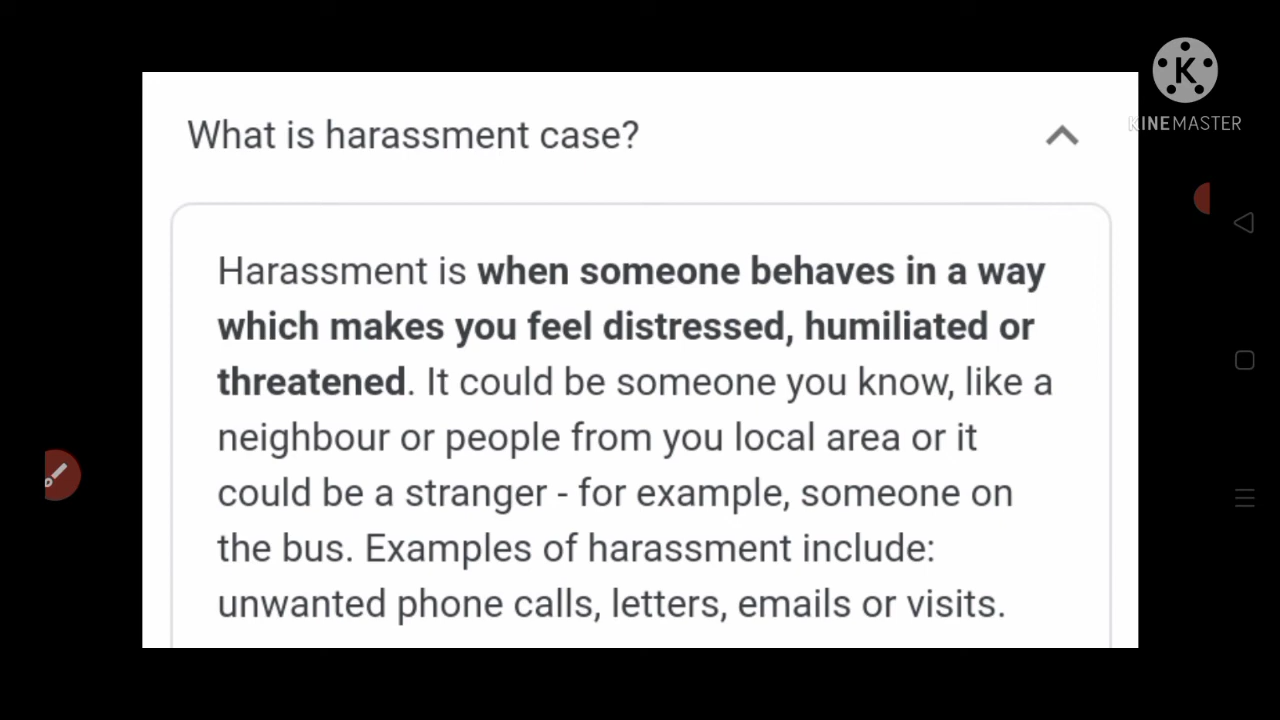 What is harassment case?
K
KINEMASTER
Harassment is when someone behaves in a way
which makes you feel distressed, humiliated or
threatened. It could be someone you know, like a
neighbour or people from you local area or it
could be a stranger - for example, someone on
the bus. Examples of harassment include:
unwanted phone calls, letters, emails or visits.